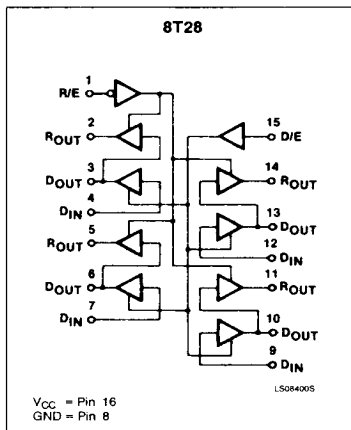 8T28
1
R/E
2
ROUT
3
DOUT
4
DIN
5
ROUT
6
DOUT
7
DIN
15
D/E
14
ROUT
13
DOUT
12
DIN
11
ROUT
10
DOUT
9
DIN
LS08400S
VCC = Pin 16
GND = Pin 8